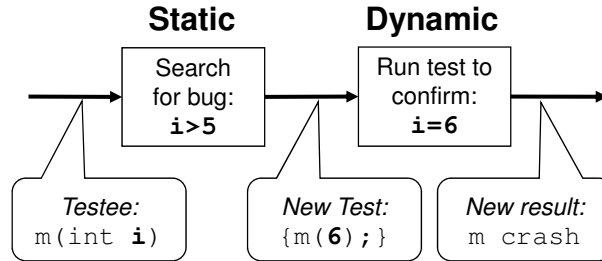 Static
Dynamic
Search
for bug:
i>5
Run test to
confirm:
i=6
Testee:
m(int i)
New Test:
{m(6);}
New result:
m crash